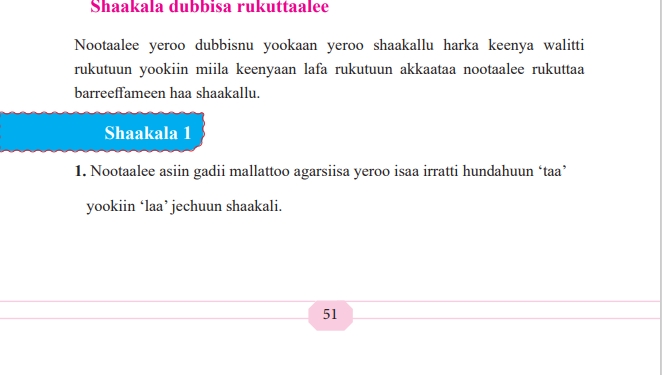 Shaakala dubbisa rukuttaalee
Nootaalee yeroo dubbisnu yookaan yeroo shaakallu harka keenya walitti
rukutuun yookiin miila keenyaan lafa rukutuun akkaataa nootaalee rukuttaa
barreeffameen haa shaakallu.
Shaakala 1
1. Nootaalee asiin gadii mallattoo agarsiisa yeroo isaa irratti hundahuun ‘taa’
yookiin ‘laa’ jechuun shaakali.
51